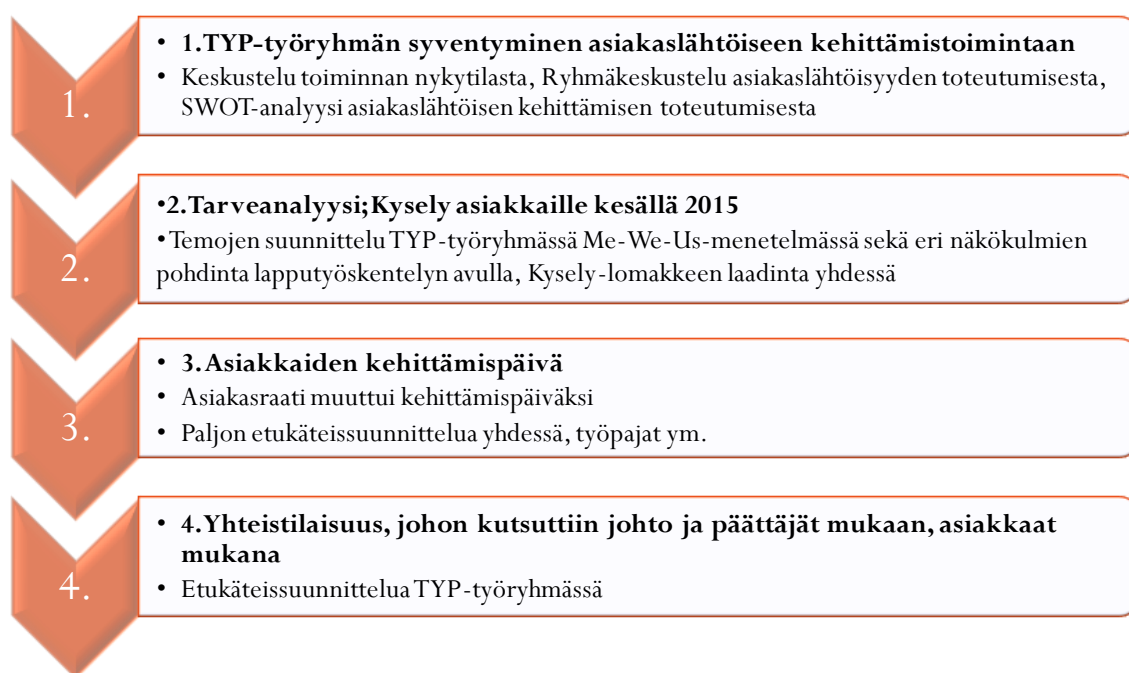 1.
• 1.TYP-työryhmän syventyminen asiakaslähtöiseen kehittämistoimintaan
• Keskustelu toiminnan nykytilasta, Ryhmäkeskustelu asiakaslähtöisyyden toteutumisesta,
SWOT-analyysi asiakaslähtöisen kehittämisen toteutumisesta
2.
•2.Tarveanalyysi;Kysely asiakkaille kesällä 2015
•Temojen suunnittelu TYP-työryhmässä Me-We-Us-menetelmässä sekä eri näkökulmien
pohdinta lapputyöskentelyn avulla, Kysely-lomakkeen laadinta yhdessä
3.
• 3.Asiakkaiden kehittämispäivä
• Asiakasraati muuttui kehittämispäiväksi
• Paljon etukäteissuunnittelua yhdessä, työpajat ym.
4.
• 4.Yhteistilaisuus, johon kutsuttiin johto ja päättäjät mukaan, asiakkaat
mukana
• Etukäteissuunnittelua TYP-työryhmässä